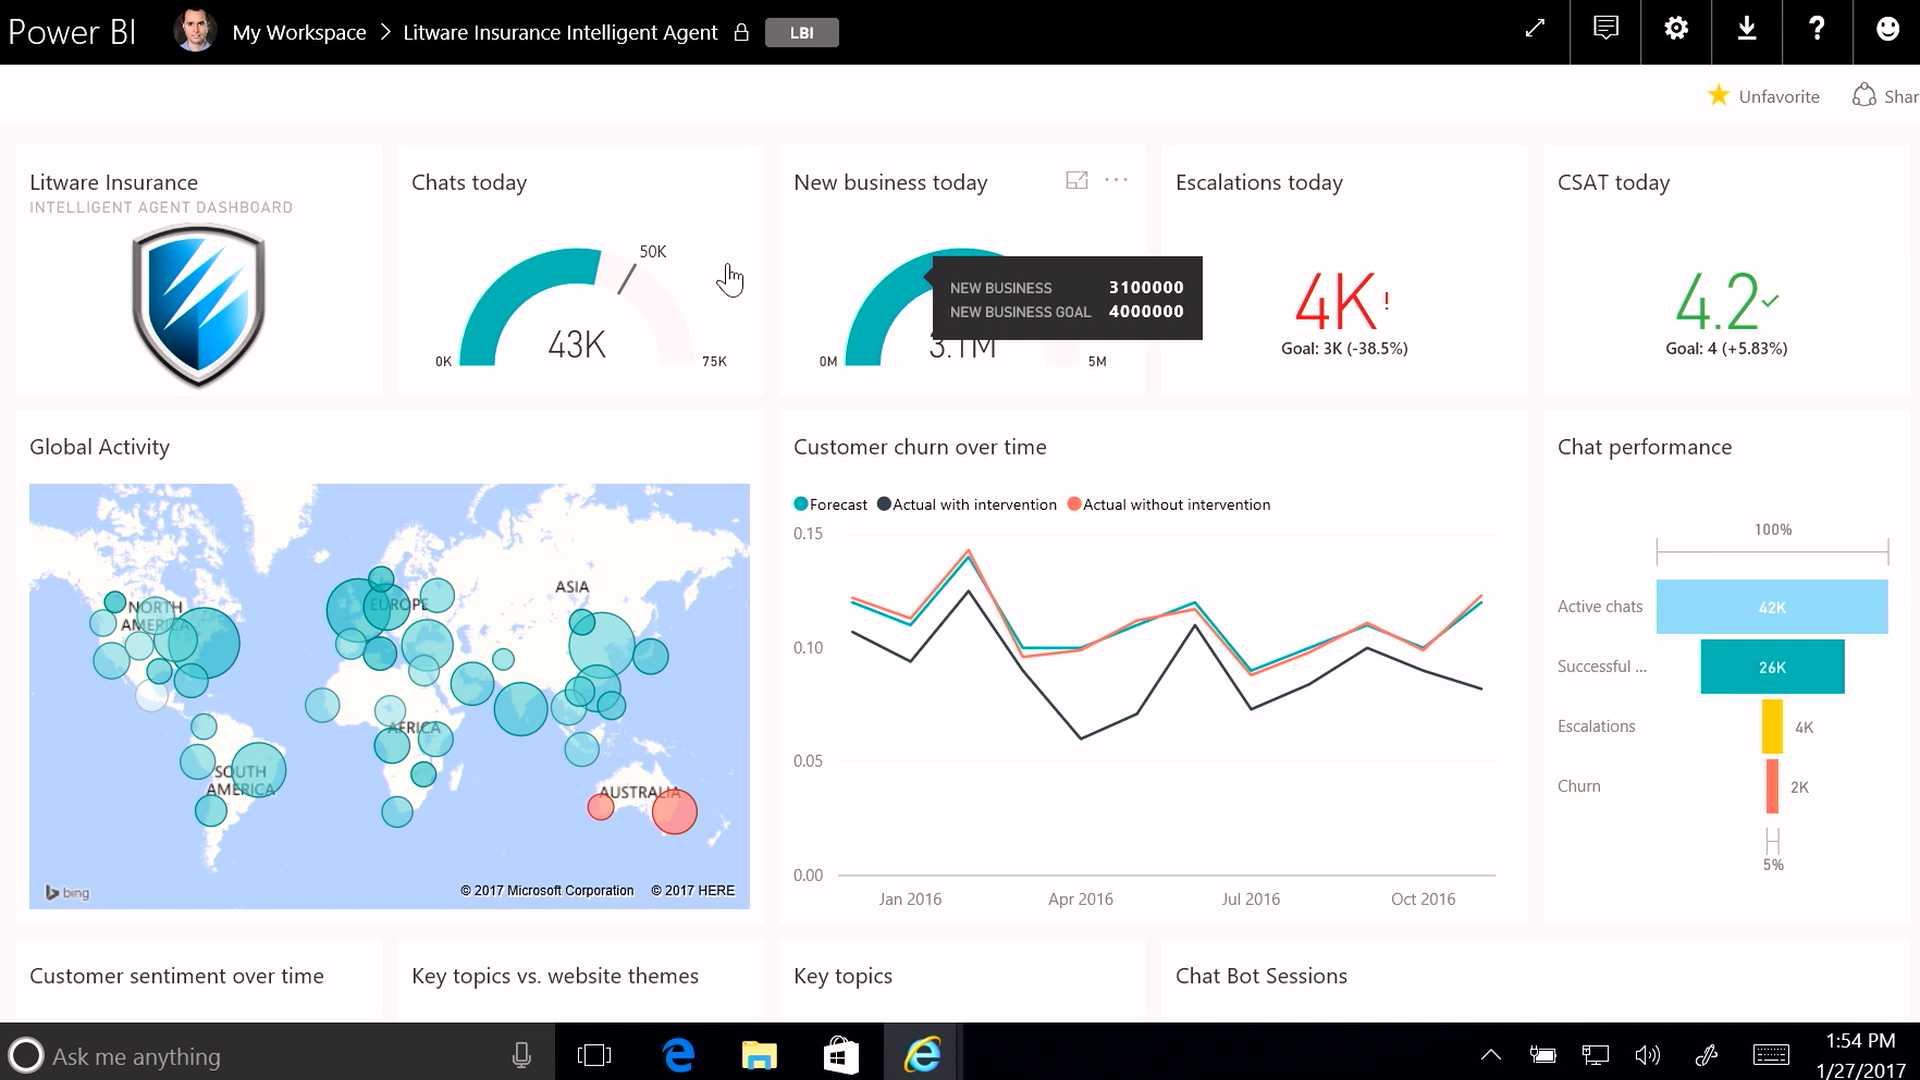 Power BI
My Workspace > Litware Insurance Intelligent Agent
LBI
Unfavorite
Shar
Litware Insurance
INTELLIGENT AGENT DASHBOARD
Chats today
50K
43K
0K
75K
New business today
...
NEW BUSINESS 3100000
NEW BUSINESS GOAL 4000000
3.1M
0M
5M
Escalations today
4K!
Goal: 3K (-38.5%)
CSAT today
4.2
Goal: 4 (+5.83%)
Global Activity
ASIA
NORTH
AMERICA
EUROPE
AFRICA
SOUTH
AMERICA
AUSTRALIA
bing
© 2017 Microsoft Corporation © 2017 HERE
Customer churn over time
Forecast Actual with intervention Actual without intervention
0.15
0.10
0.05
0.00
Jan 2016 Apr 2016 Jul 2016 Oct 2016
Chat performance
100%
Active chats 42K
Successful ... 26K
Escalations 4K
Churn 2K
5%
Customer sentiment over time
Key topics vs. website themes
Key topics
Chat Bot Sessions
Ask me anything
1:54 PM
1/27/2017